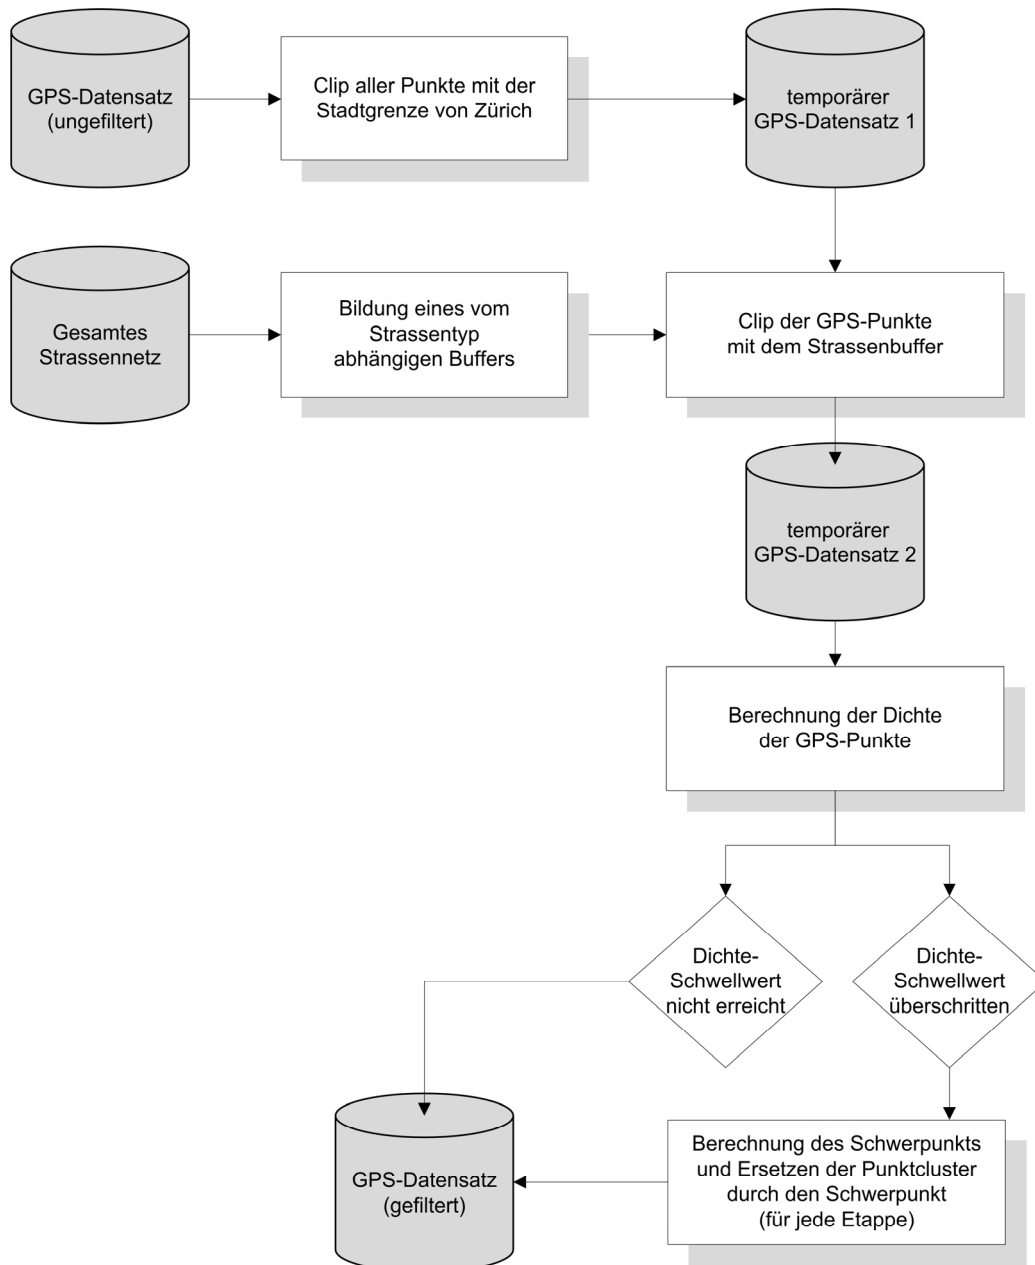 GPS-Datensatz
(ungefiltert)
Clip aller Punkte mit der
Stadtgrenze von Zürich
temporärer
GPS-Datensatz 1
Gesamtes
Strassennetz
Bildung eines vom
Strassentyp
abhängigen Buffers
Clip der GPS-Punkte
mit dem Strassenbuffer
temporärer
GPS-Datensatz 2
Berechnung der Dichte
der GPS-Punkte
Dichte-
Schwellwert
nicht erreicht
Dichte-
Schwellwert
überschritten
GPS-Datensatz
(gefiltert)
Berechnung des Schwerpunkts
und Ersetzen der Punktcluster
durch den Schwerpunkt
(für jede Etappe)